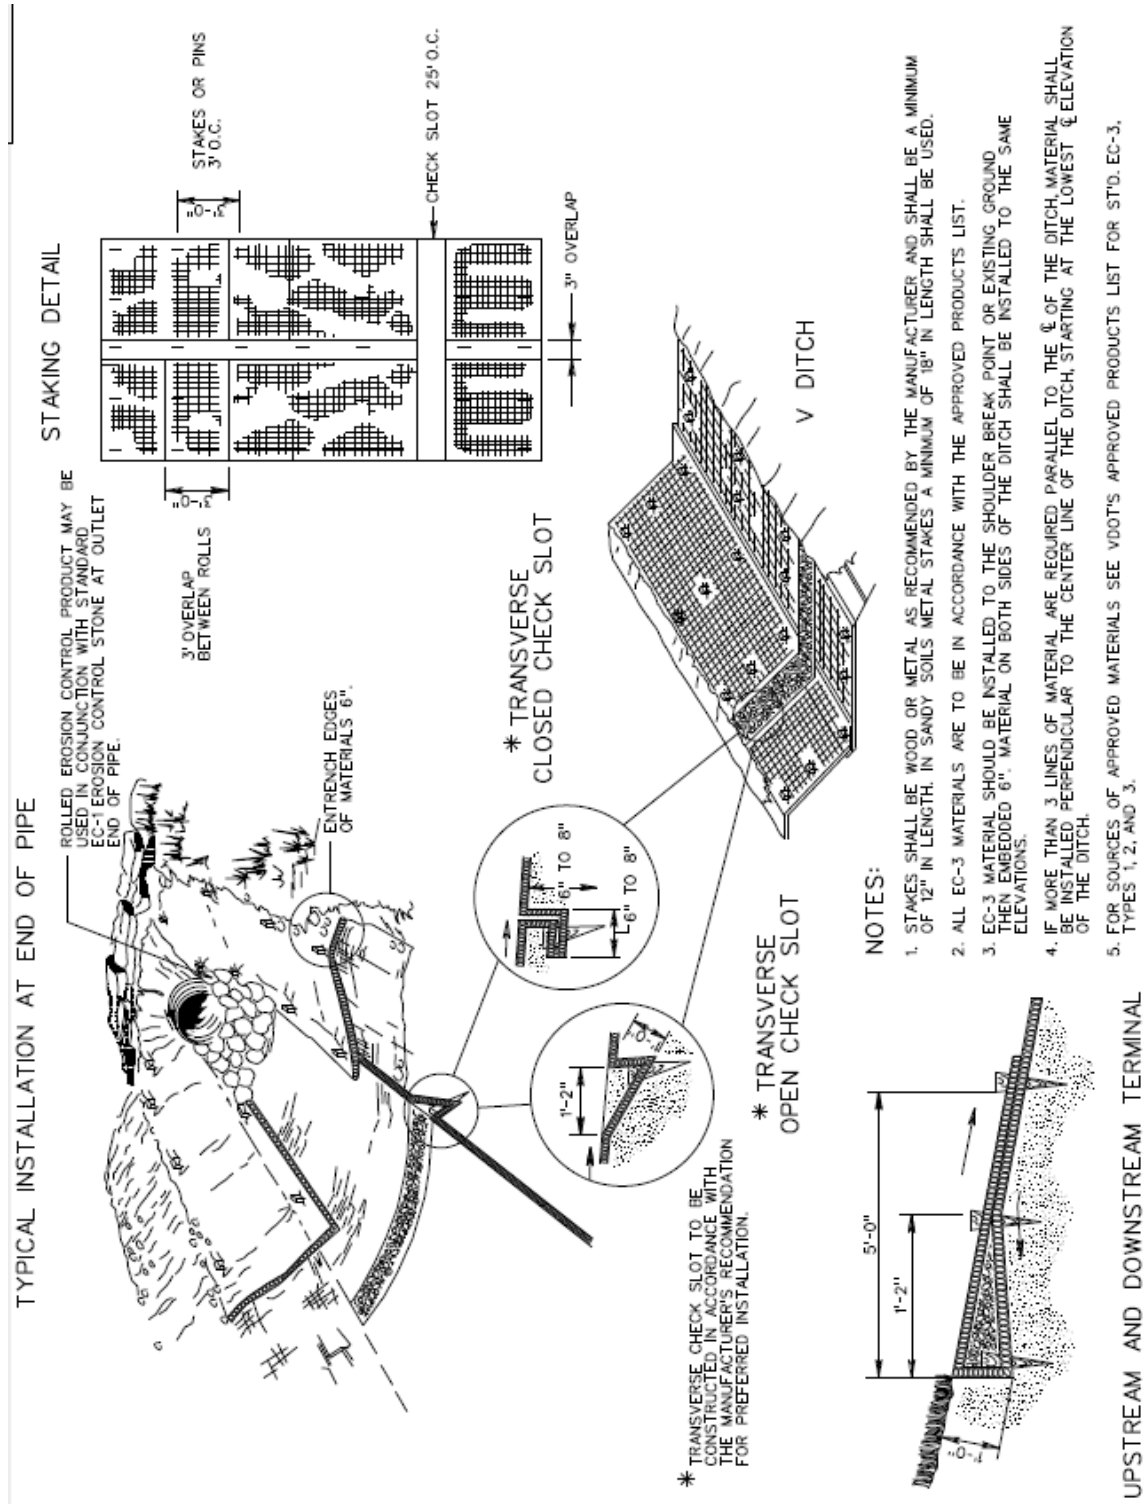 TYPICAL INSTALLATION AT END OF PIPE
ROLLED EROSION CONTROL PRODUCT MAY BE
USED IN CONJUNCTION WITH STANDARD
EC-1 EROSION CONTROL STONE AT OUTLET
END OF PIPE.
ENTRENCH EDGES
OF MATERIALS 6".
STAKING DETAIL
3' OVERLAP
BETWEEN ROLLS
3'-0"
3'-0"
STAKES OR PINS
3' O.C.
CHECK SLOT 25' O.C.
3" OVERLAP
* TRANSVERSE
CLOSED CHECK SLOT
6" TO 8"
6" TO 8"
V DITCH
1'-2"
1'-0"
* TRANSVERSE
OPEN CHECK SLOT
* TRANSVERSE CHECK SLOT TO BE
CONSTRUCTED IN ACCORDANCE WITH
THE MANUFACTURER'S RECOMMENDATION
FOR PREFERRED INSTALLATION.
5'-0"
1'-2"
1'-0"
UPSTREAM AND DOWNSTREAM TERMINAL
NOTES:
1. STAKES SHALL BE WOOD OR METAL AS RECOMMENDED BY THE MANUFACTURER AND SHALL BE A MINIMUM
OF 12" IN LENGTH. IN SANDY SOILS METAL STAKES A MINIMUM OF 18" IN LENGTH SHALL BE USED.
2. ALL EC-3 MATERIALS ARE TO BE IN ACCORDANCE WITH THE APPROVED PRODUCTS LIST.
3. EC-3 MATERIAL SHOULD BE INSTALLED TO THE SHOULDER BREAK POINT OR EXISTING GROUND
THEN EMBEDDED 6". MATERIAL ON BOTH SIDES OF THE DITCH SHALL BE INSTALLED TO THE SAME
ELEVATIONS.
4. IF MORE THAN 3 LINES OF MATERIAL ARE REQUIRED PARALLEL TO THE ℄ OF THE DITCH, MATERIAL SHALL
BE INSTALLED PERPENDICULAR TO THE CENTER LINE OF THE DITCH, STARTING AT THE LOWEST ℄ ELEVATION
OF THE DITCH.
5. FOR SOURCES OF APPROVED MATERIALS SEE VDOT'S APPROVED PRODUCTS LIST FOR ST'D. EC-3,
TYPES 1, 2, AND 3.